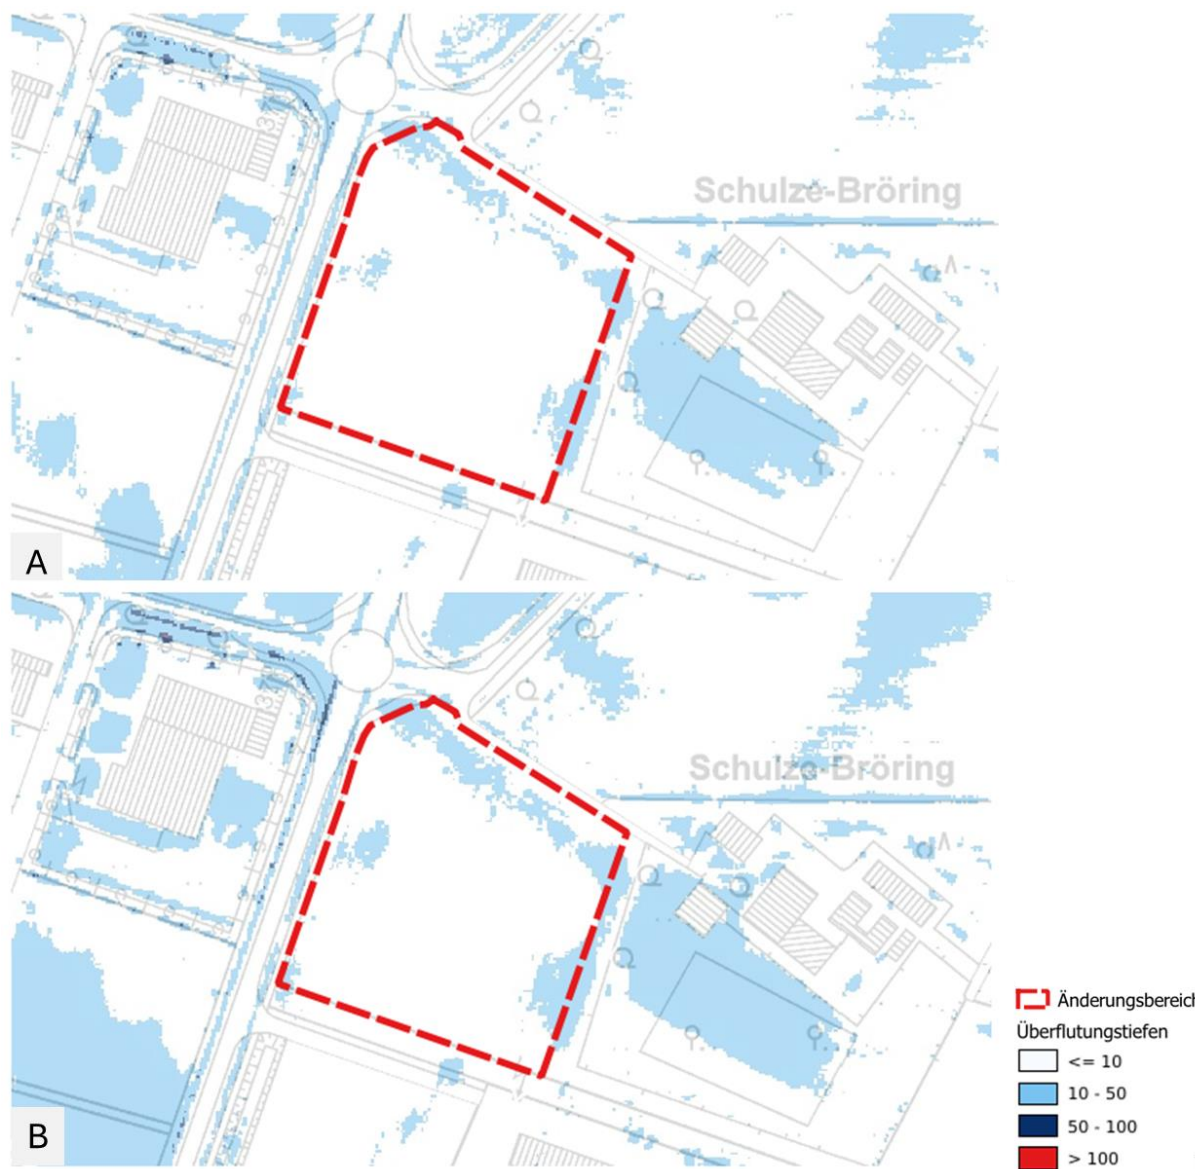 Schulze-Bröring
A
Schulze-Bröring
B
Änderungsbereich
Überflutungstiefen
<= 10
10 - 50
50 - 100
> 100